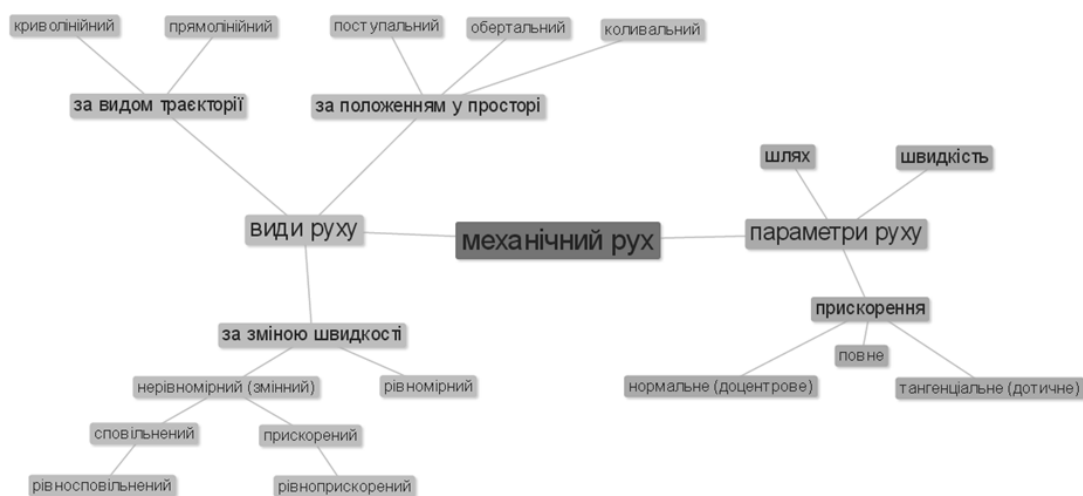 криволінійний
прямолінійний
поступальний
обертальний
коливальний
за видом траєкторії
за положенням у просторі
шлях
швидкість
види руху
механічний рух
параметри руху
прискорення
за зміною швидкості
повне
нерівномірний (змінний)
рівномірний
нормальне (доцентрове)
тангенціальне (дотичне)
сповільнений
прискорений
рівносповільнений
рівноприскорений